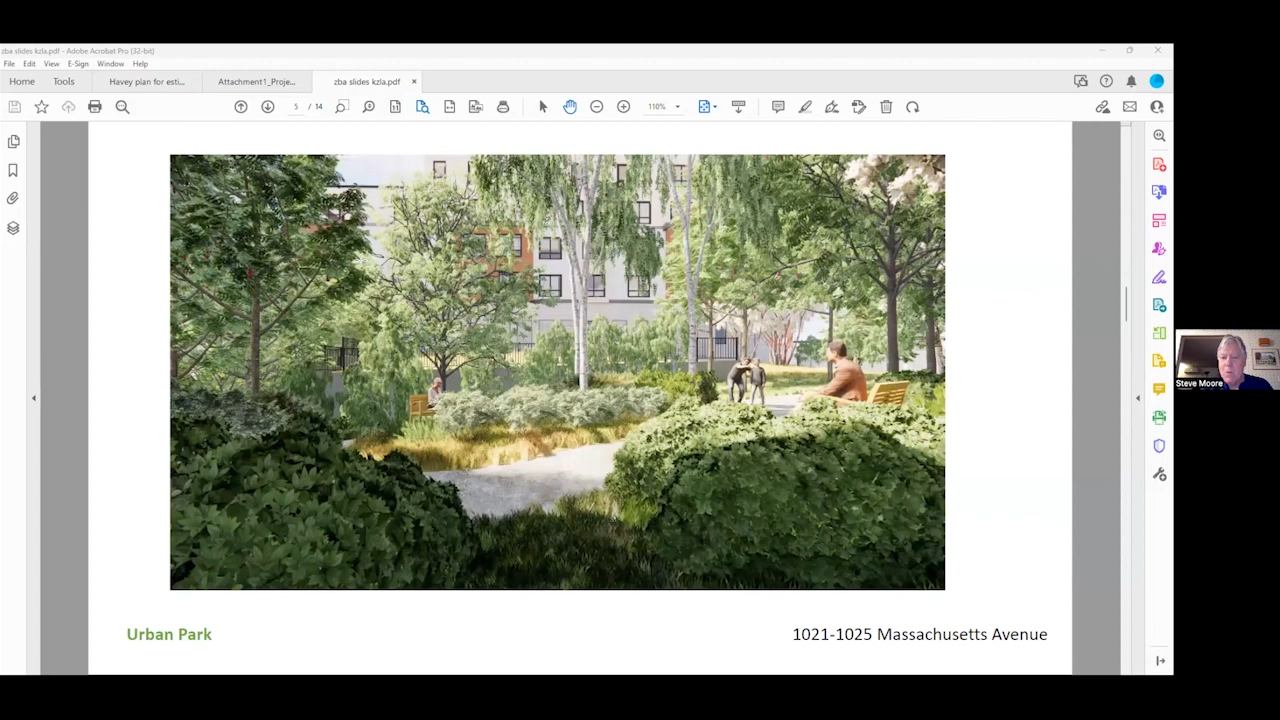 zba slides kzla.pdf - Adobe Acrobat Pro (32-bit)
File Edit View E-Sign Window Help
Home Tools Havey plan for esti... Attachment1_Proje... zba slides kzla.pdf ×
5 / 14 110%
Steve Moore
Urban Park 1021-1025 Massachusetts Avenue